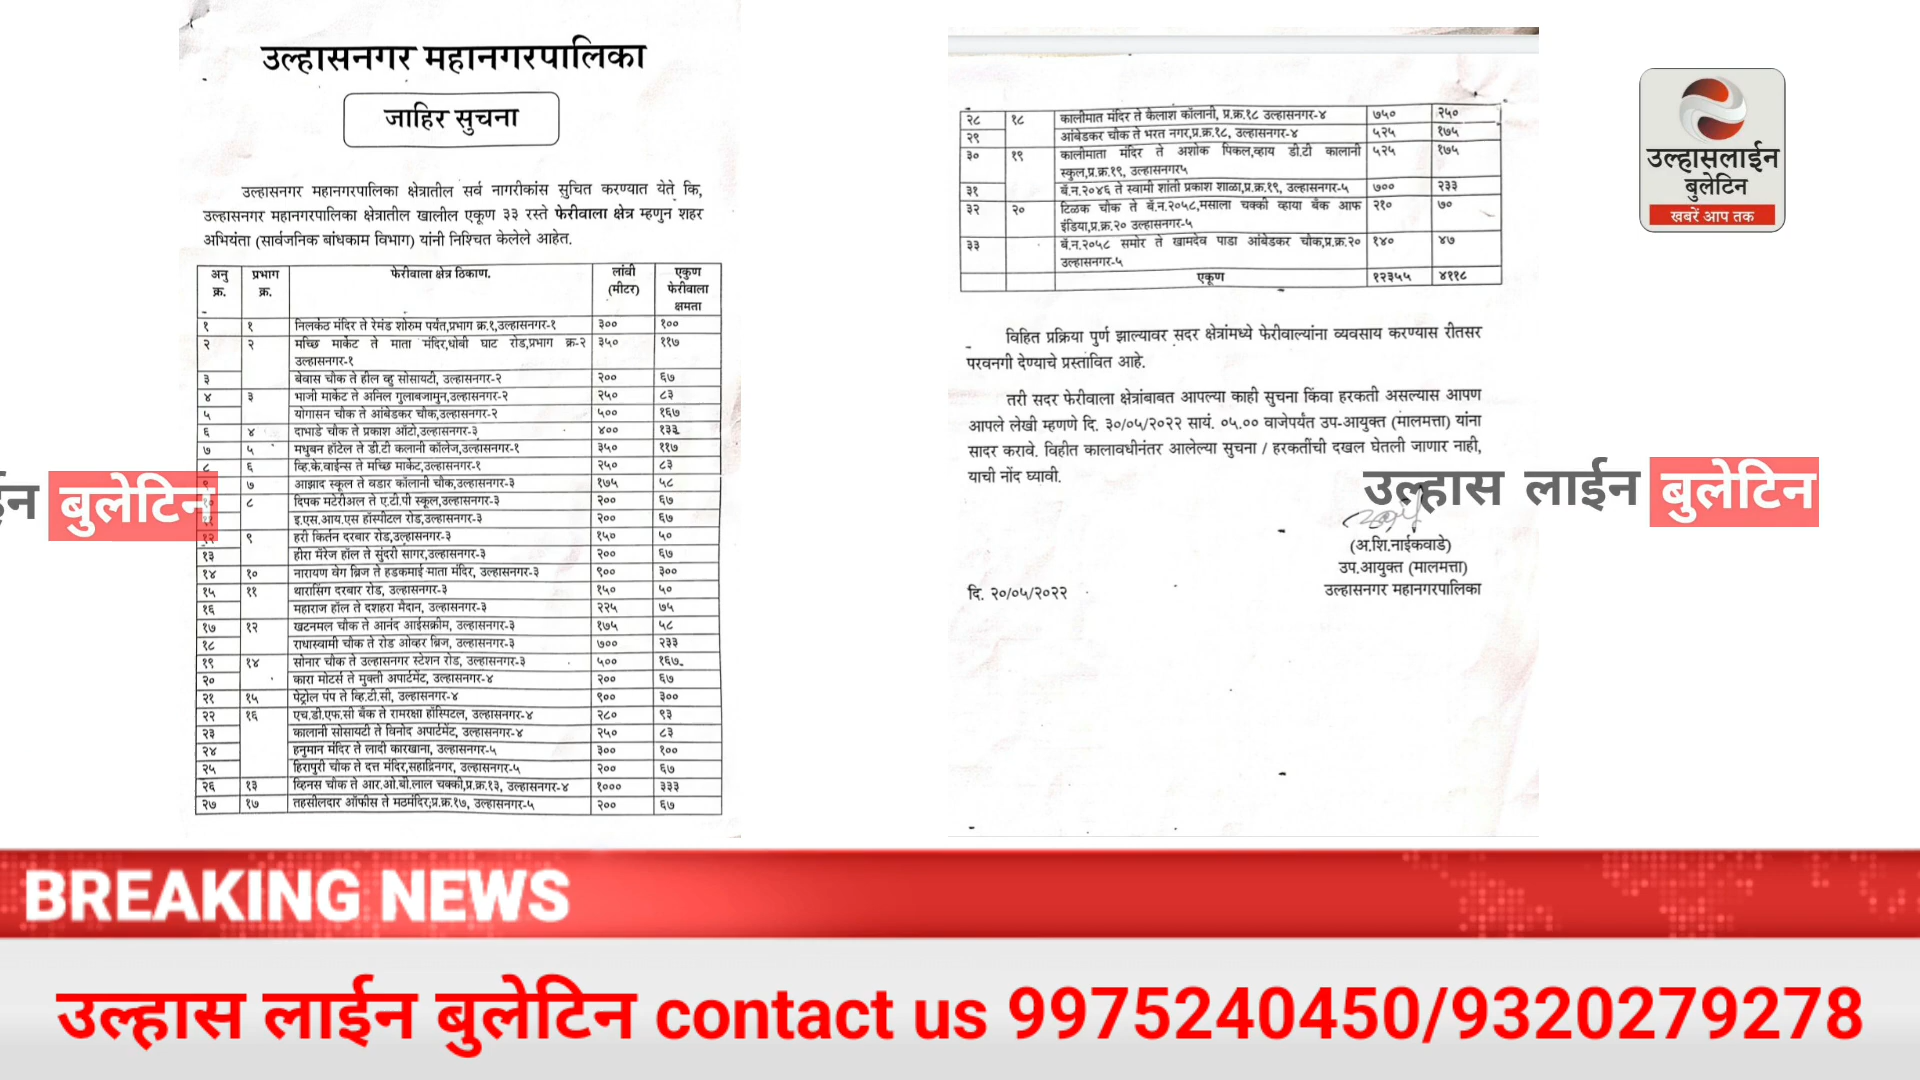 उल्हासनगर महानगरपालिका
जाहिर सुचना
उल्हासनगर महानगरपालिका क्षेत्रातील सर्व नागरीकांस सुचित करण्यात येते कि,
उल्हासनगर महानगरपालिका क्षेत्रातील खालील एकूण ३३ रस्ते फेरीवाला क्षेत्र म्हणुन शहर
अभियंता (सार्वजनिक बांधकाम विभाग) यांनी निश्चित केलेले आहेत.
अनु क्र. प्रभाग क्र. फेरीवाला क्षेत्र ठिकाण. लांबी (मीटर) एकुण फेरीवाला क्षमता
१ १ निलकंठ मंदिर ते रेमंड शोरुम पर्यंत,प्रभाग क्र.१,उल्हासनगर-१ ३०० १००
२ २ मच्छि मार्केट ते माता मंदिर,धोबी घाट रोड,प्रभाग क्र-२ ३५० ११७
उल्हासनगर-१
३ बेवास चौक ते हील व्हु सोसायटी, उल्हासनगर-२ २०० ६७
४ ३ भाजी मार्केट ते अनिल गुलाबजामुन,उल्हासनगर-२ २५० ८३
५ योगासन चौक ते आंबेडकर चौक,उल्हासनगर-२ ५०० १६७
६ ४ दाभाडे चौक ते प्रकाश ऑटो,उल्हासनगर-३ ४०० १३३
७ ५ मधुबन हॉटेल ते डी.टी कलानी कॉलेज,उल्हासनगर-१ ३५० ११७
८ ६ व्हि.के.वाईन्स ते मच्छि मार्केट,उल्हासनगर-१ २५० ८३
९ ७ आझाद स्कूल ते वडार कॉलानी चौक,उल्हासनगर-३ १७५ ५८
१० ८ दिपक मटेरीअल ते ए.टी.पी स्कूल,उल्हासनगर-३ २०० ६७
११ इ.एस.आय.एस हॉस्पीटल रोड,उल्हासनगर-३ २०० ६७
१२ ९ हरी किर्तन दरबार रोड,उल्हासनगर-३ १५० ५०
१३ हीरा मॅरेज हॉल ते सुंदरी सागर,उल्हासनगर-३ २०० ६७
१४ १० नारायण वेग ब्रिज ते हडकमाई माता मंदिर, उल्हासनगर-३ ९०० ३००
१५ ११ थारासिंग दरबार रोड, उल्हासनगर-३ १५० ५०
१६ महाराज हॉल ते दशहरा मैदान, उल्हासनगर-३ २२५ ७५
१७ १२ खटनमल चौक ते आनंद आईसक्रीम, उल्हासनगर-३ १७५ ५८
१८ राधास्वामी चौक ते रोड ओव्हर ब्रिज, उल्हासनगर-३ ७०० २३३
१९ १४ सोनार चौक ते उल्हासनगर स्टेशन रोड, उल्हासनगर-३ ५०० १६७
२० कारा मोटर्स ते मुक्ती अपार्टमेंट, उल्हासनगर-४ २०० ६७
२१ १५ पेट्रोल पंप ते व्हि.टी.सी, उल्हासनगर-४ ९०० ३००
२२ १६ एच.डी.एफ.सी बँक ते रामरक्षा हॉस्पिटल, उल्हासनगर-४ २८० ९३
२३ कालानी सोसायटी ते विनोद अपार्टमेंट, उल्हासनगर-४ २५० ८३
२४ हनुमान मंदिर ते लादी कारखाना, उल्हासनगर-५ ३०० १००
२५ हिरापुरी चौक ते दत्त मंदिर,सहाद्रिनगर, उल्हासनगर-५ २०० ६७
२६ १३ व्हिनस चौक ते आर.ओ.बी.लाल चक्की,प्र.क्र.१३, उल्हासनगर-४ १००० ३३३
२७ १७ तहसीलदार ऑफीस ते मठमंदिर,प्र.क्र.१७, उल्हासनगर-५ २०० ६७
२८ १८ कालीमात मंदिर ते कैलाश कॉलानी, प्र.क्र.१८ उल्हासनगर-४ ७५० २५०
२९ आंबेडकर चौक ते भरत नगर,प्र.क्र.१८, उल्हासनगर-४ ५२५ १७५
३० १९ कालीमाता मंदिर ते अशोक पिकल,व्हाय डी.टी कालानी ५२५ १७५
स्कुल,प्र.क्र.१९, उल्हासनगर५
३१ बॅ.न.२०४६ ते स्वामी शांती प्रकाश शाळा,प्र.क्र.१९, उल्हासनगर-५ ७०० २३३
३२ २० टिळक चौक ते बॅ.न.२०५८,मसाला चक्की व्हाया बँक आफ २१० ७०
इंडिया,प्र.क्र.२० उल्हासनगर-५
३३ बॅ.न.२०५८ समोर ते खामदेव पाडा आंबेडकर चौक,प्र.क्र.२० १४० ४७
उल्हासनगर-५
एकूण १२३५५ ४११८
विहित प्रक्रिया पुर्ण झाल्यावर सदर क्षेत्रांमध्ये फेरीवाल्यांना व्यवसाय करण्यास रीतसर
परवनगी देण्याचे प्रस्तावित आहे.
तरी सदर फेरीवाला क्षेत्रांबाबत आपल्या काही सुचना किंवा हरकती असल्यास आपण
आपले लेखी म्हणणे दि. ३०/०५/२०२२ सायं. ०५.०० वाजेपर्यंत उप-आयुक्त (मालमत्ता) यांना
सादर करावे. विहीत कालावधीनंतर आलेल्या सुचना / हरकतींची दखल घेतली जाणार नाही,
याची नोंद घ्यावी.
(अ.शि.नाईकवाडे)
उप.आयुक्त (मालमत्ता)
दि. २०/०५/२०२२ उल्हासनगर महानगरपालिका
उल्हासलाईन
बुलेटिन
खबरें आप तक
ईन बुलेटिन
उल्हास लाईन बुलेटिन
BREAKING NEWS
उल्हास लाईन बुलेटिन contact us 9975240450/9320279278